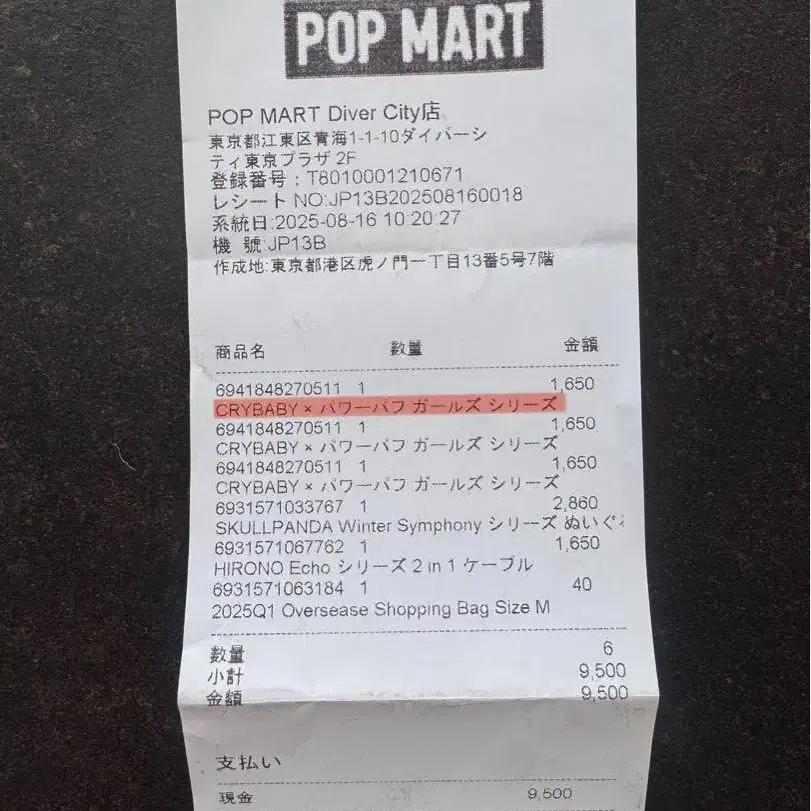 POP MART
POP MART Diver City店
東京都江東区青海1-1-10ダイバーシ
ティ東京プラザ 2F
登録番号：T8010001210671
レシート NO:JP13B202508160018
系統日:2025-08-16 10:20:27
機 號:JP13B
作成地:東京都港区虎ノ門一丁目13番5号7階
商品名 数量 金額
6941848270511 1 1,650
CRYBABY × パワーパフ ガールズ シリーズ
6941848270511 1 1,650
CRYBABY × パワーパフ ガールズ シリーズ
6941848270511 1 1,650
CRYBABY × パワーパフ ガールズ シリーズ
6931571033767 1 2,860
SKULLPANDA Winter Symphony シリーズ ぬいぐ
6931571067762 1 1,650
HIRONO Echo シリーズ 2 in 1 ケーブル
6931571063184 1 40
2025Q1 Oversease Shopping Bag Size M
数量 6
小計 9,500
金額 9,500
支払い
現金 9,500